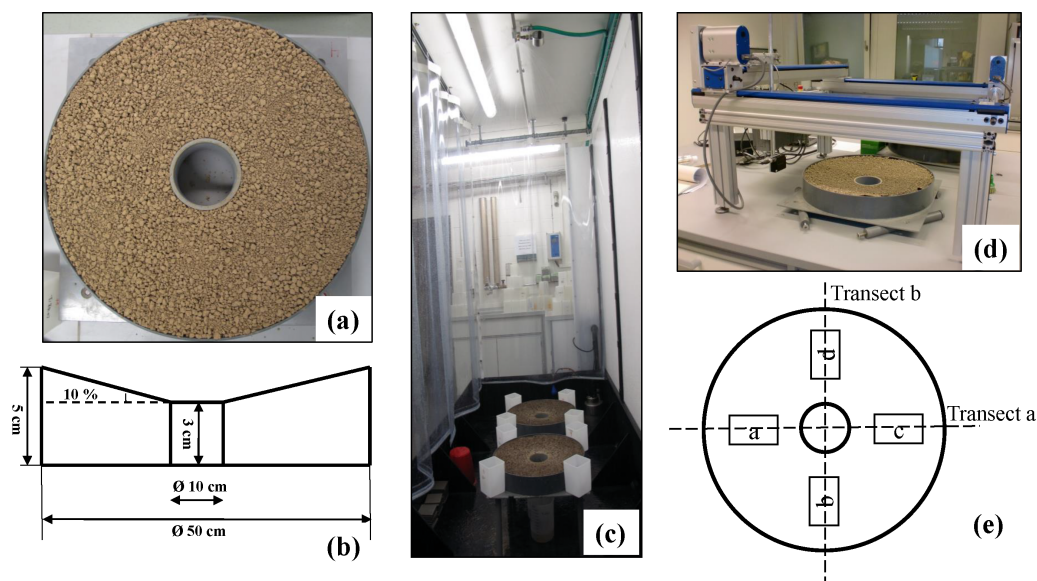 (a)
10 %
5 cm
3 cm
Ø 10 cm
Ø 50 cm
(b)
(c)
(d)
Transect b
Transect a
d
a
c
b
(e)